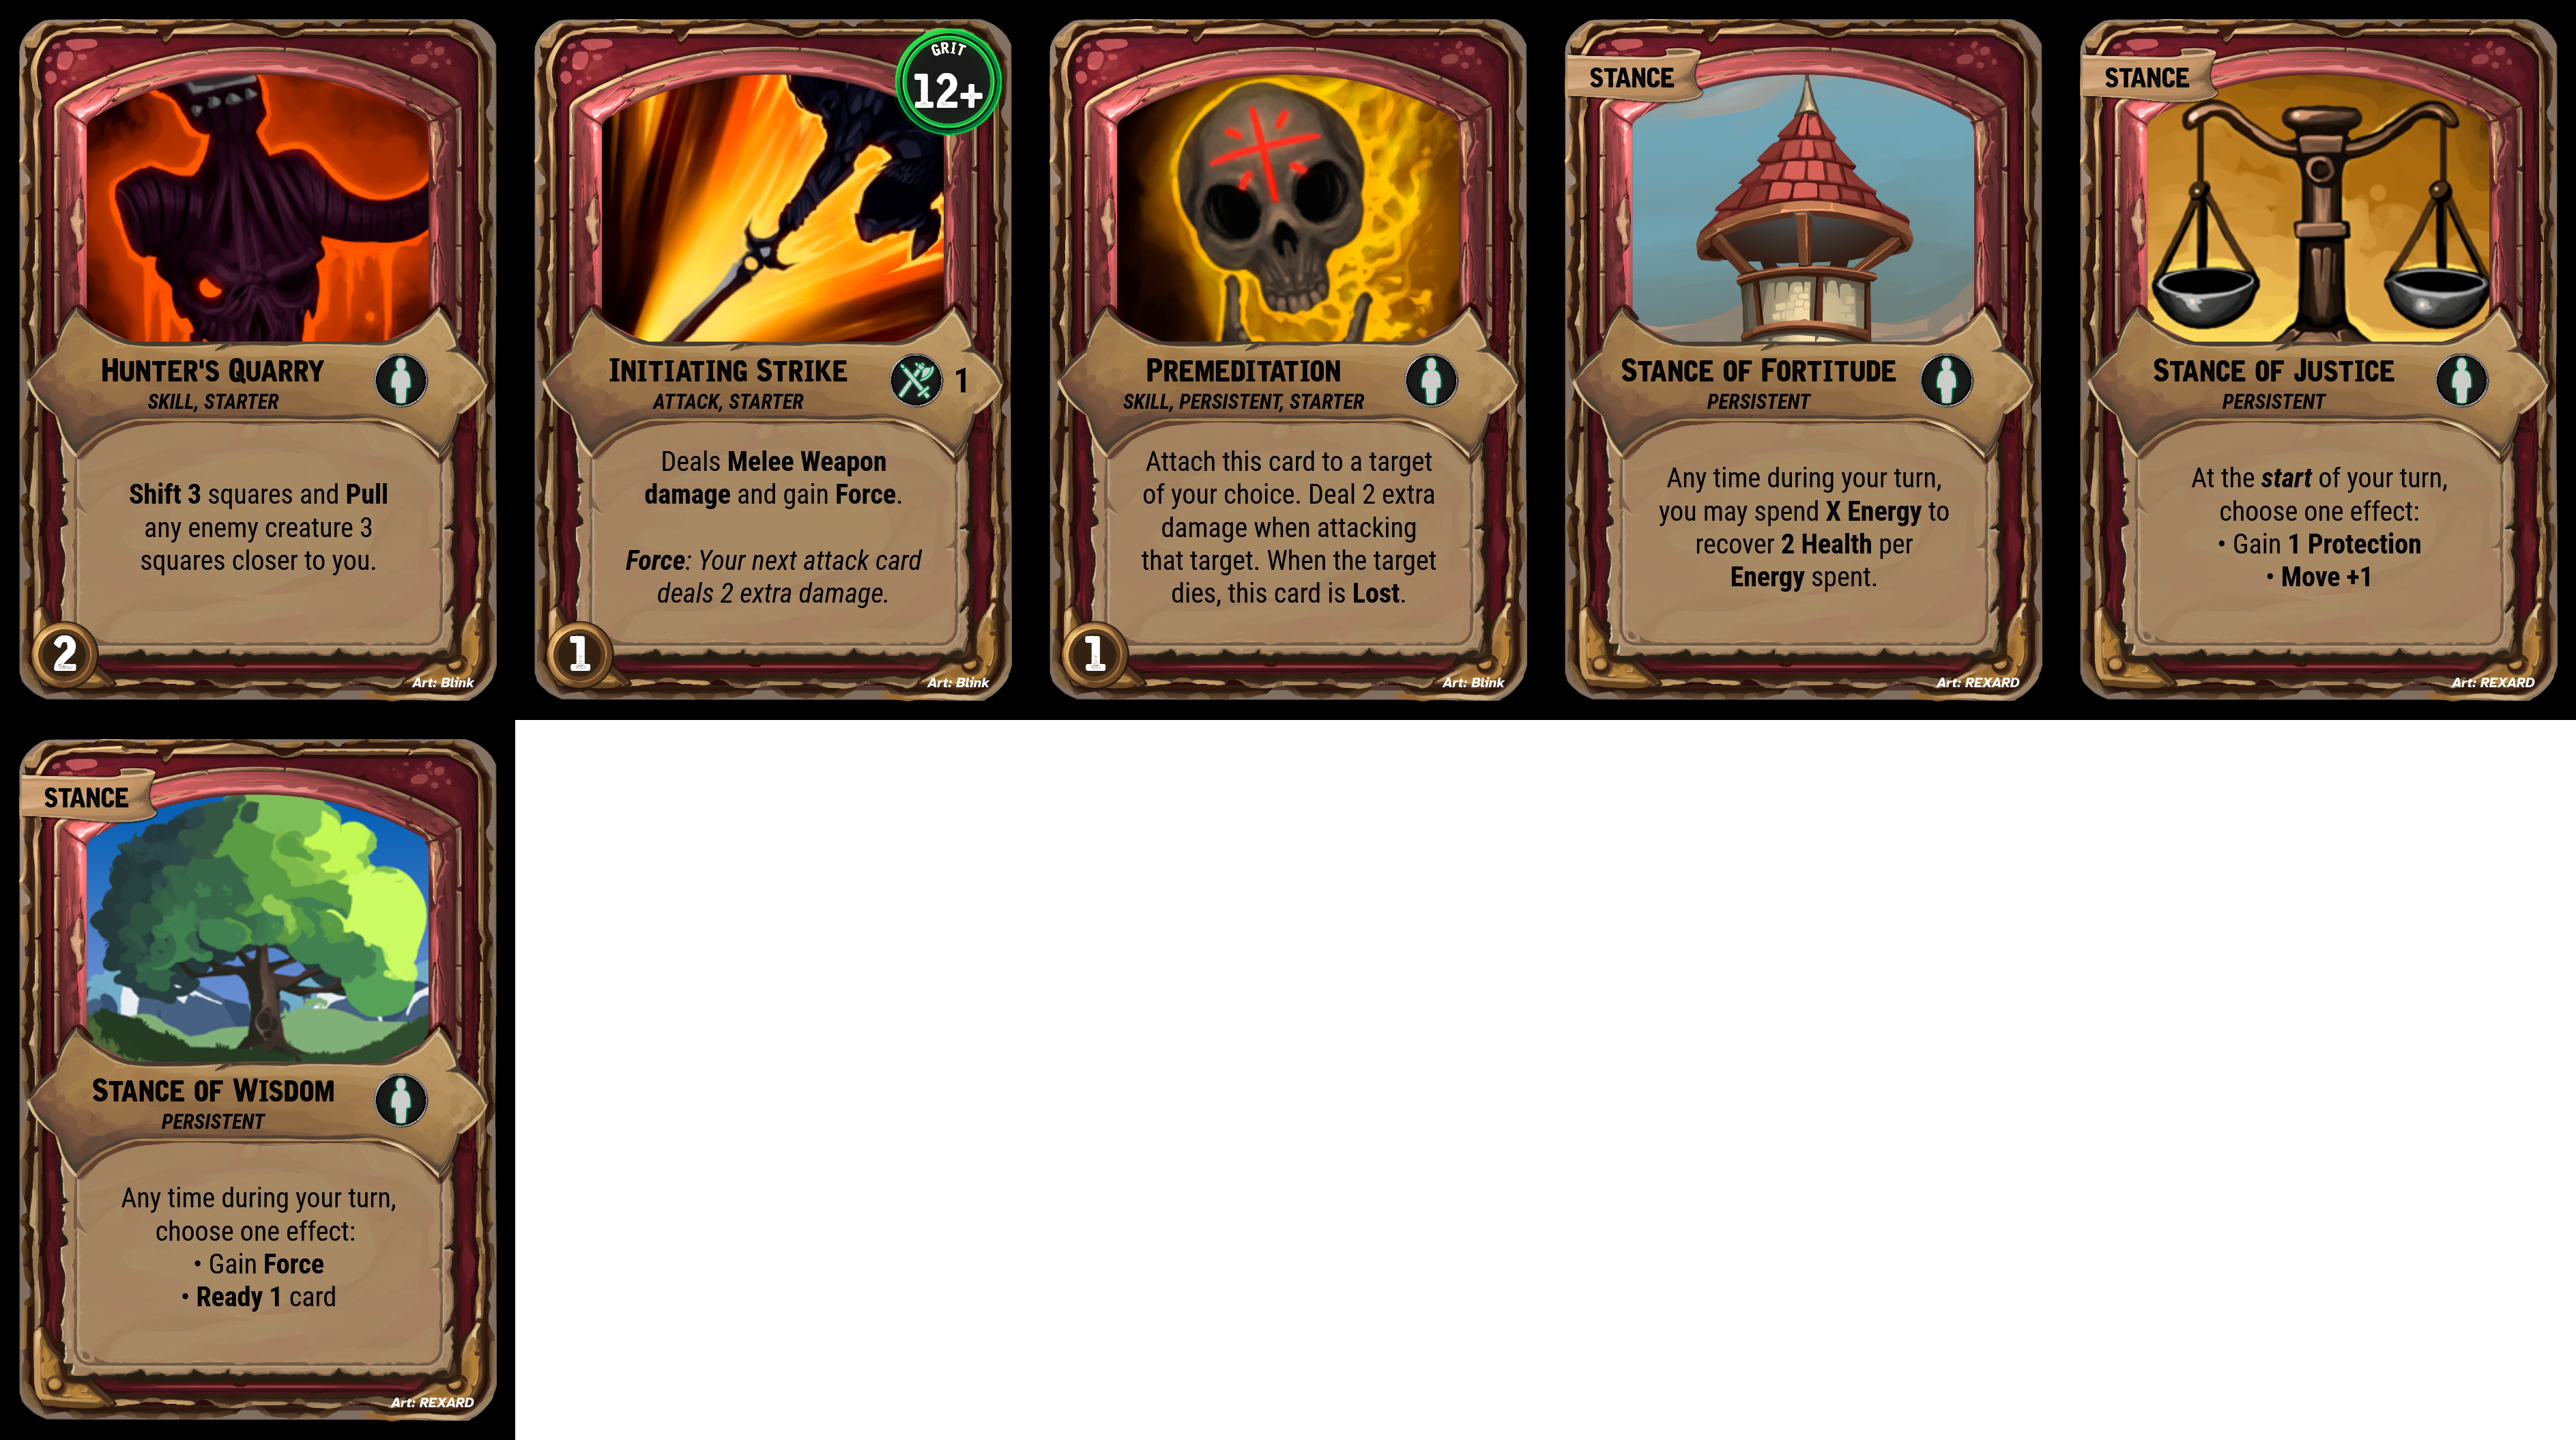 HUNTER'S QUARRY
SKILL, STARTER
Shift 3 squares and Pull
any enemy creature 3
squares closer to you.
2
Art: Blink
GRIT
12+
INITIATING STRIKE
1
ATTACK, STARTER
Deals Melee Weapon
damage and gain Force.
Force: Your next attack card
deals 2 extra damage.
1
Art: Blink
PREMEDITATION
SKILL, PERSISTENT, STARTER
Attach this card to a target
of your choice. Deal 2 extra
damage when attacking
that target. When the target
dies, this card is Lost.
1
Art: Blink
STANCE
STANCE OF FORTITUDE
PERSISTENT
Any time during your turn,
you may spend X Energy to
recover 2 Health per
Energy spent.
Art: REXARD
STANCE
STANCE OF JUSTICE
PERSISTENT
At the start of your turn,
choose one effect:
• Gain 1 Protection
• Move +1
Art: REXARD
STANCE
STANCE OF WISDOM
PERSISTENT
Any time during your turn,
choose one effect:
• Gain Force
• Ready 1 card
Art: REXARD